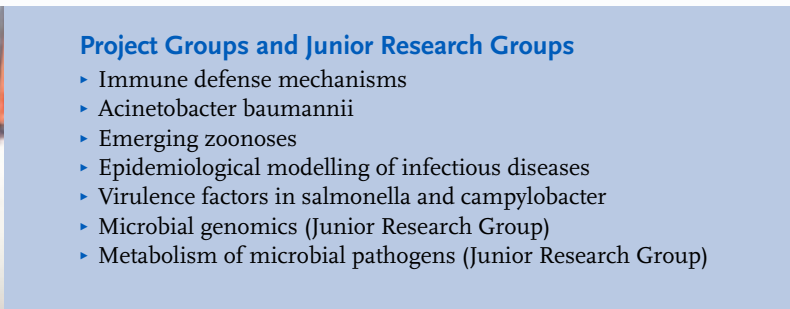 Project Groups and Junior Research Groups
‣ Immune defense mechanisms
‣ Acinetobacter baumannii
‣ Emerging zoonoses
‣ Epidemiological modelling of infectious diseases
‣ Virulence factors in salmonella and campylobacter
‣ Microbial genomics (Junior Research Group)
‣ Metabolism of microbial pathogens (Junior Research Group)